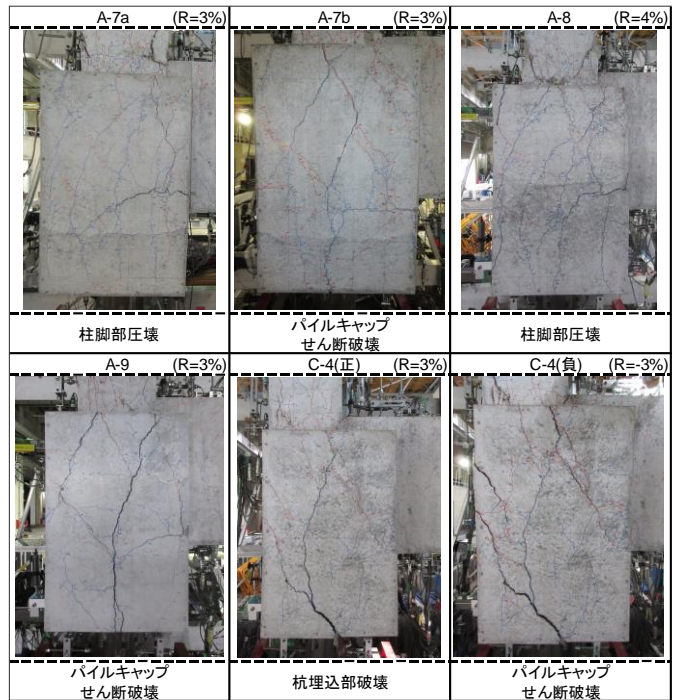 A-7a (R=3%)
A-7b (R=3%)
A-8 (R=4%)
柱脚部圧壊
パイルキャップ
せん断破壊
柱脚部圧壊
A-9 (R=3%)
C-4(正) (R=3%)
C-4(負) (R=-3%)
パイルキャップ
せん断破壊
杭埋込部破壊
パイルキャップ
せん断破壊